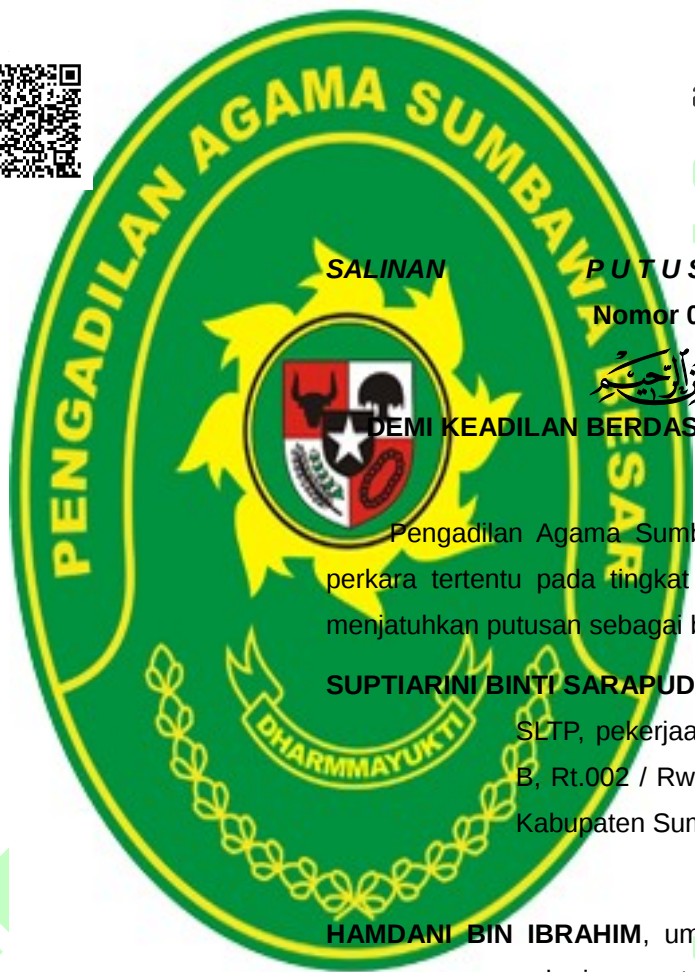 PENGADILAN AGAMA SUMBAWA BESAR
SALINAN P U T U S
Nomor 0
DEMI KEADILAN BERDAS
Pengadilan Agama Sumb
perkara tertentu pada tingkat
menjatuhkan putusan sebagai b
SUPTIARINI BINTI SARAPUD
SLTP, pekerjaa
B, Rt.002 / Rw
Kabupaten Sum
DHARMMAYUKTI
HAMDANI BIN IBRAHIM, um